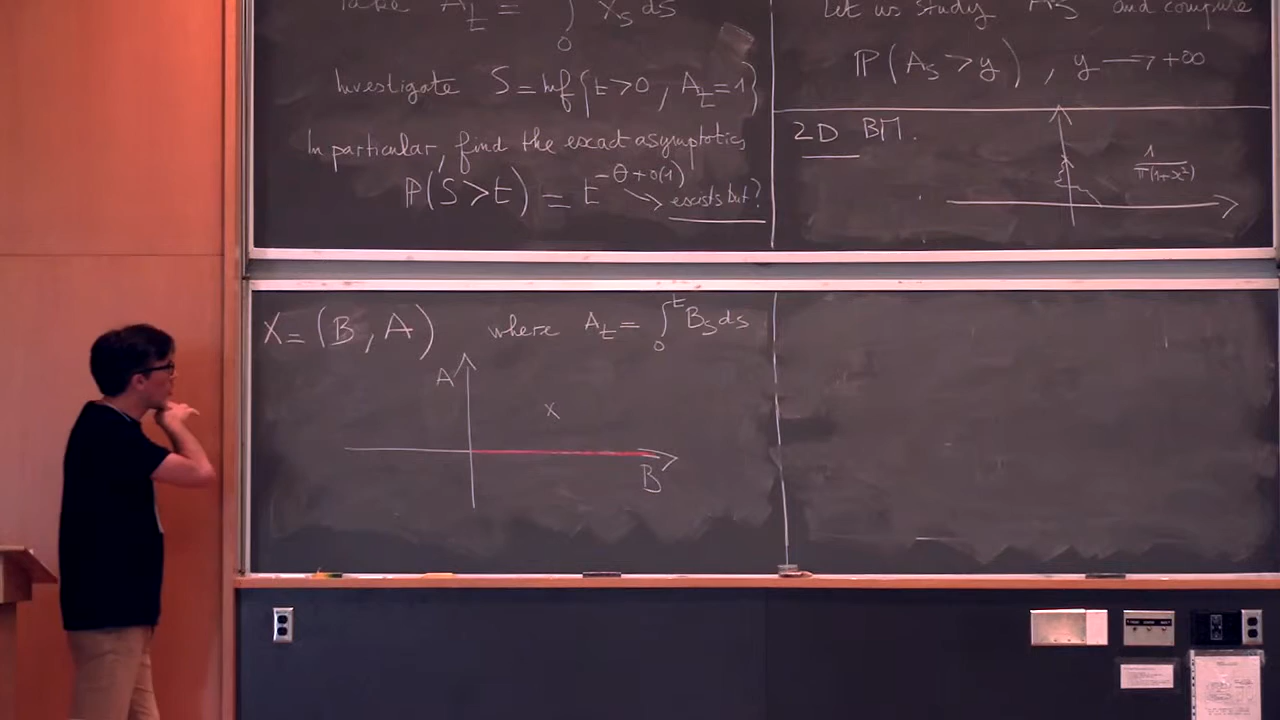 Take A_t = ∫_0 X_s ds
Investigate S = inf{t>0, A_t=1}
In particular, find the exact asymptotics
P(S>t) = t^{-θ+o(1)} → exists but?
Let us study A_S and compute
P(A_S > y), y → +∞
2D BM.
1/π(1+x²)
X = (B, A) where A_t = ∫_0^t B_s ds
A
X
B